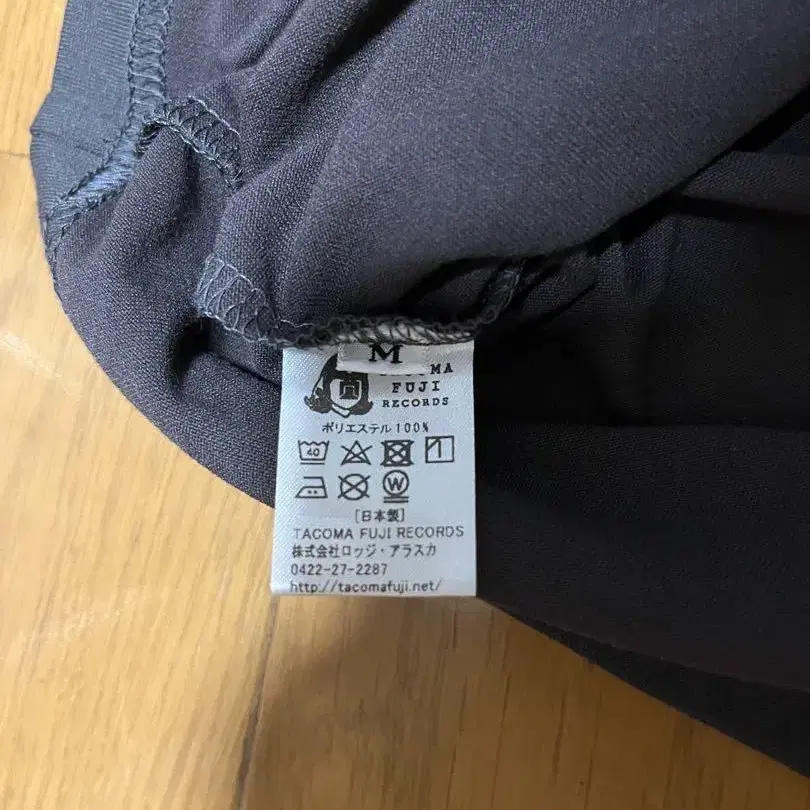 M
FUJI
RECORDS
ポリエステル100%
40
W
[日本製]
TACOMA FUJI RECORDS
株式会社ロッジ・アラスカ
0422-27-2287
http://tacomafuji.net/